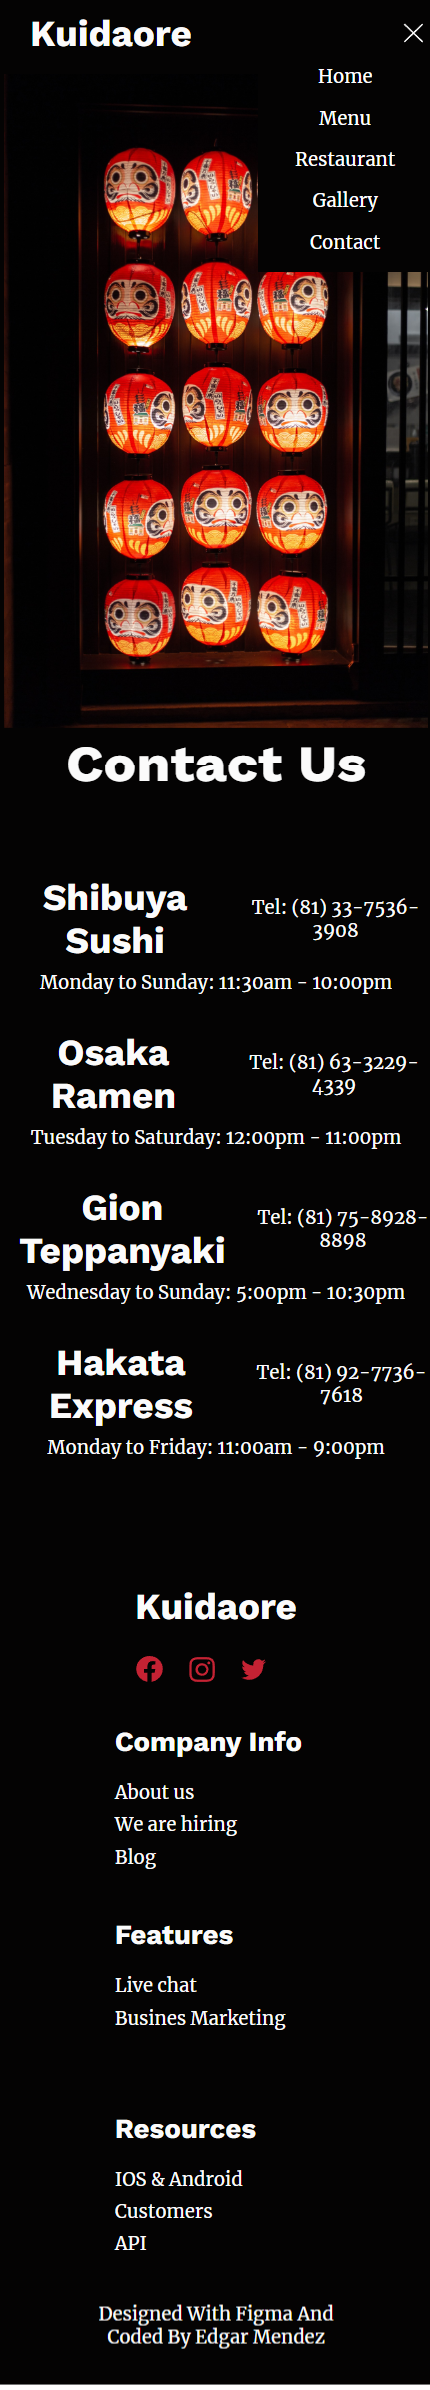 Kuidaore
Home
Menu
Restaurant
Gallery
Contact
Contact Us
Shibuya
Sushi
Tel: (81) 33-7536-
3908
Monday to Sunday: 11:30am - 10:00pm
Osaka
Ramen
Tel: (81) 63-3229-
4339
Tuesday to Saturday: 12:00pm - 11:00pm
Gion
Teppanyaki
Tel: (81) 75-8928-
8898
Wednesday to Sunday: 5:00pm - 10:30pm
Hakata
Express
Tel: (81) 92-7736-
7618
Monday to Friday: 11:00am - 9:00pm
Kuidaore
Company Info
About us
We are hiring
Blog
Features
Live chat
Busines Marketing
Resources
IOS & Android
Customers
API
Designed With Figma And
Coded By Edgar Mendez